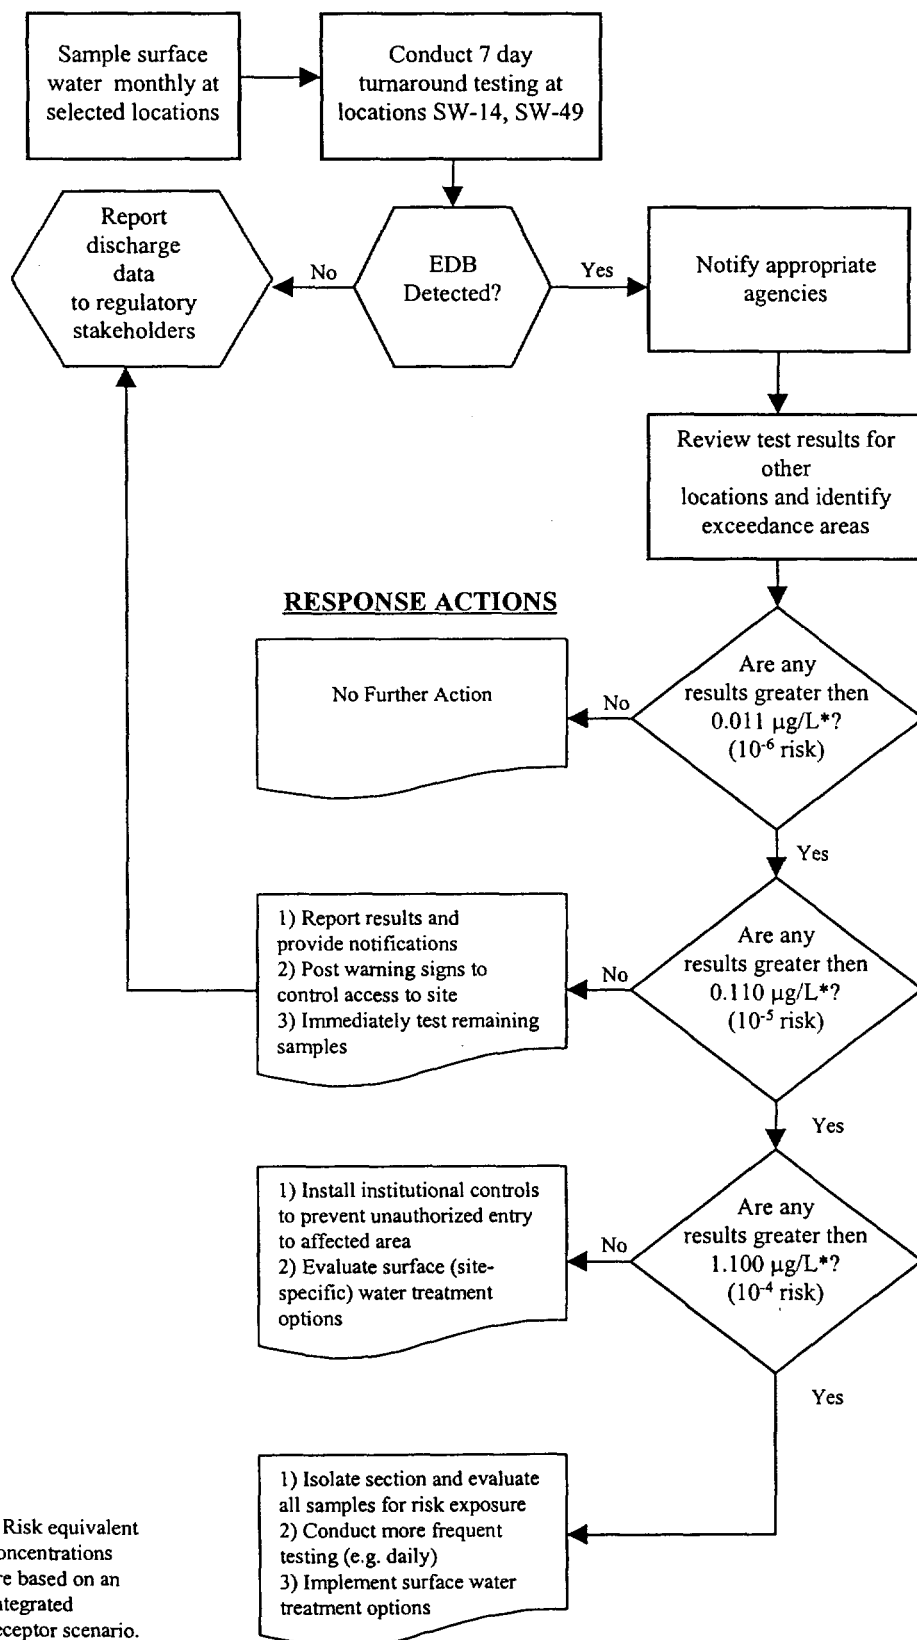 Sample surface
water monthly at
selected locations
Conduct 7 day
turnaround testing at
locations SW-14, SW-49
Report
discharge
data
to regulatory
stakeholders
No
EDB
Detected?
Yes
Notify appropriate
agencies
Review test results for
other
locations and identify
exceedance areas
RESPONSE ACTIONS
No Further Action
No
Are any
results greater then
0.011 µg/L*?
(10⁻⁶ risk)
Yes
1) Report results and
provide notifications
2) Post warning signs to
control access to site
3) Immediately test remaining
samples
No
Are any
results greater then
0.110 µg/L*?
(10⁻⁵ risk)
Yes
1) Install institutional controls
to prevent unauthorized entry
to affected area
2) Evaluate surface (site-
specific) water treatment
options
No
Are any
results greater then
1.100 µg/L*?
(10⁻⁴ risk)
Yes
1) Isolate section and evaluate
all samples for risk exposure
2) Conduct more frequent
testing (e.g. daily)
3) Implement surface water
treatment options
Risk equivalent
oncentrations
re based on an
ntegrated
eceptor scenario.